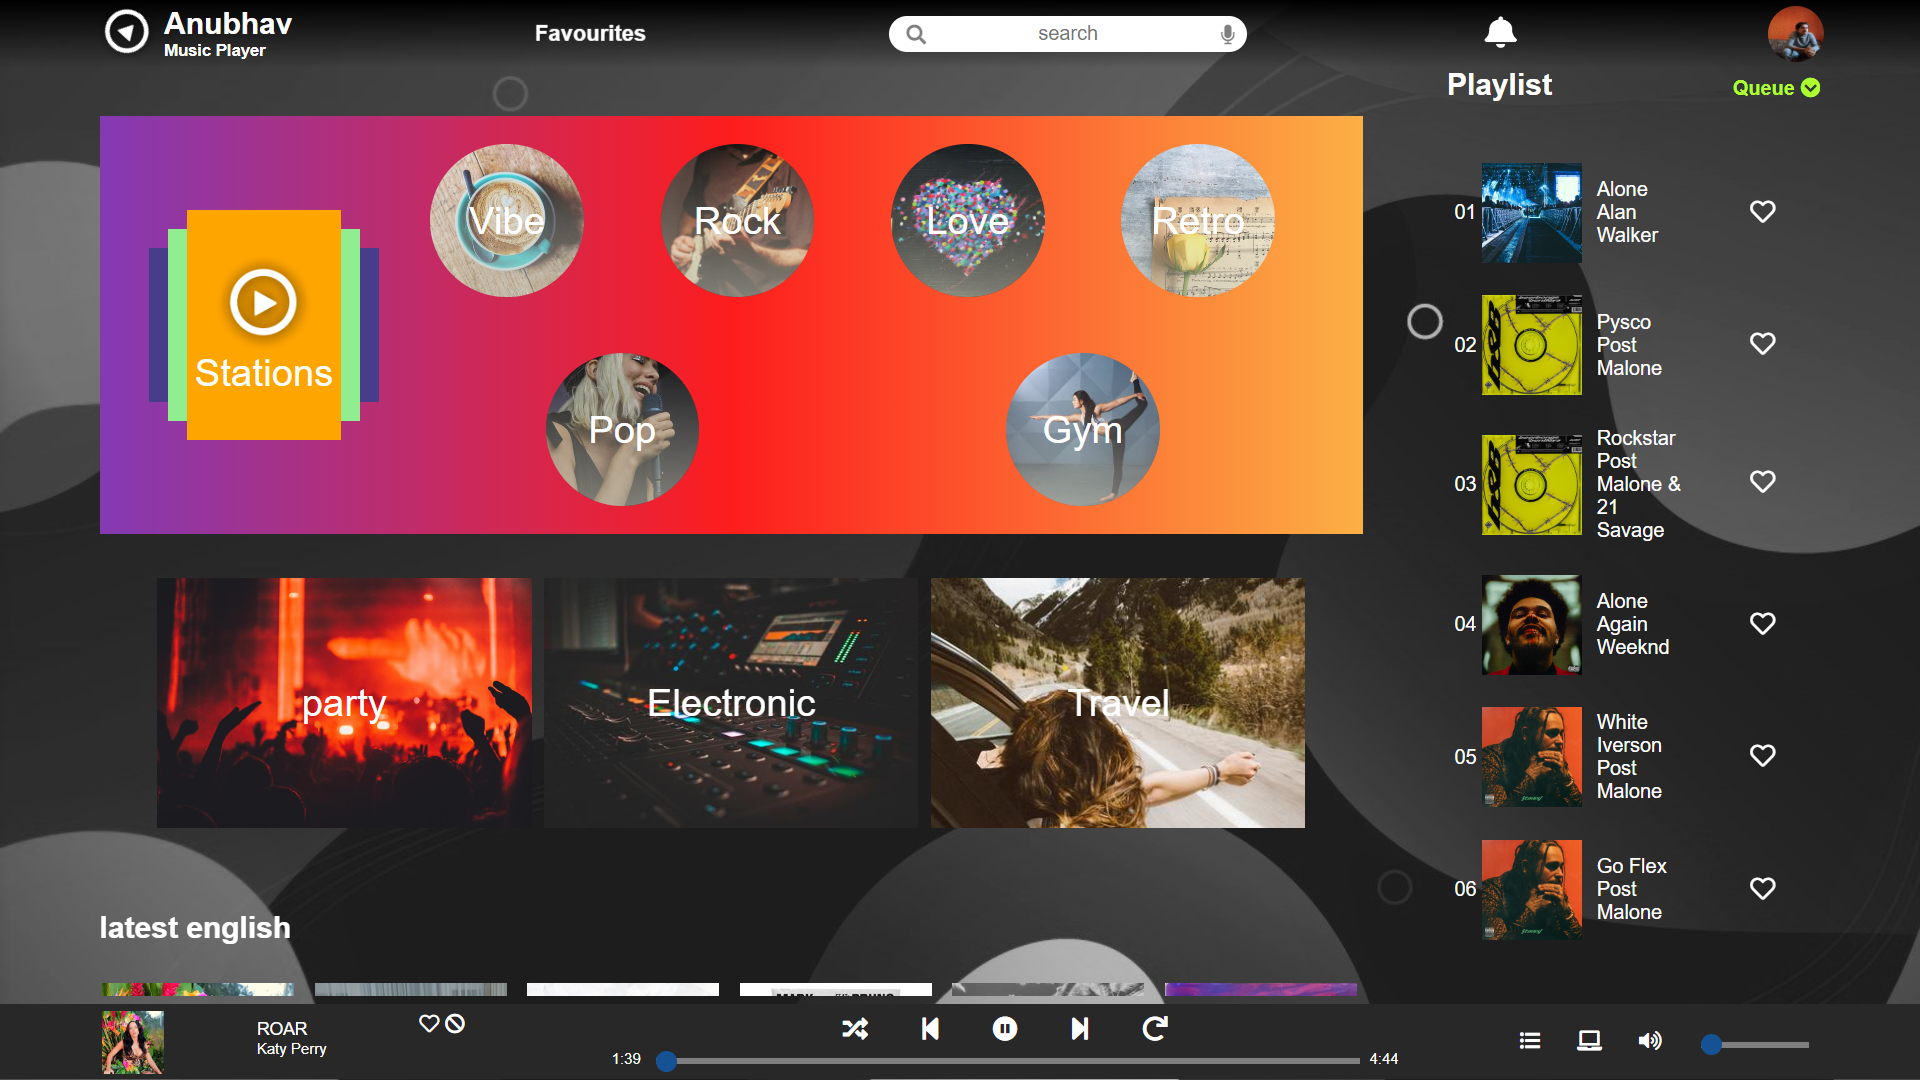 Anubhav
Music Player
Favourites
search
Playlist
Queue
Vibe
Rock
Love
Retro
Stations
Pop
Gym
party
Electronic
Travel
01
Alone
Alan
Walker
02
Pysco
Post
Malone
03
Rockstar
Post
Malone &
21
Savage
04
Alone
Again
Weeknd
05
White
Iverson
Post
Malone
06
Go Flex
Post
Malone
latest english
ROAR
Katy Perry
1:39
4:44